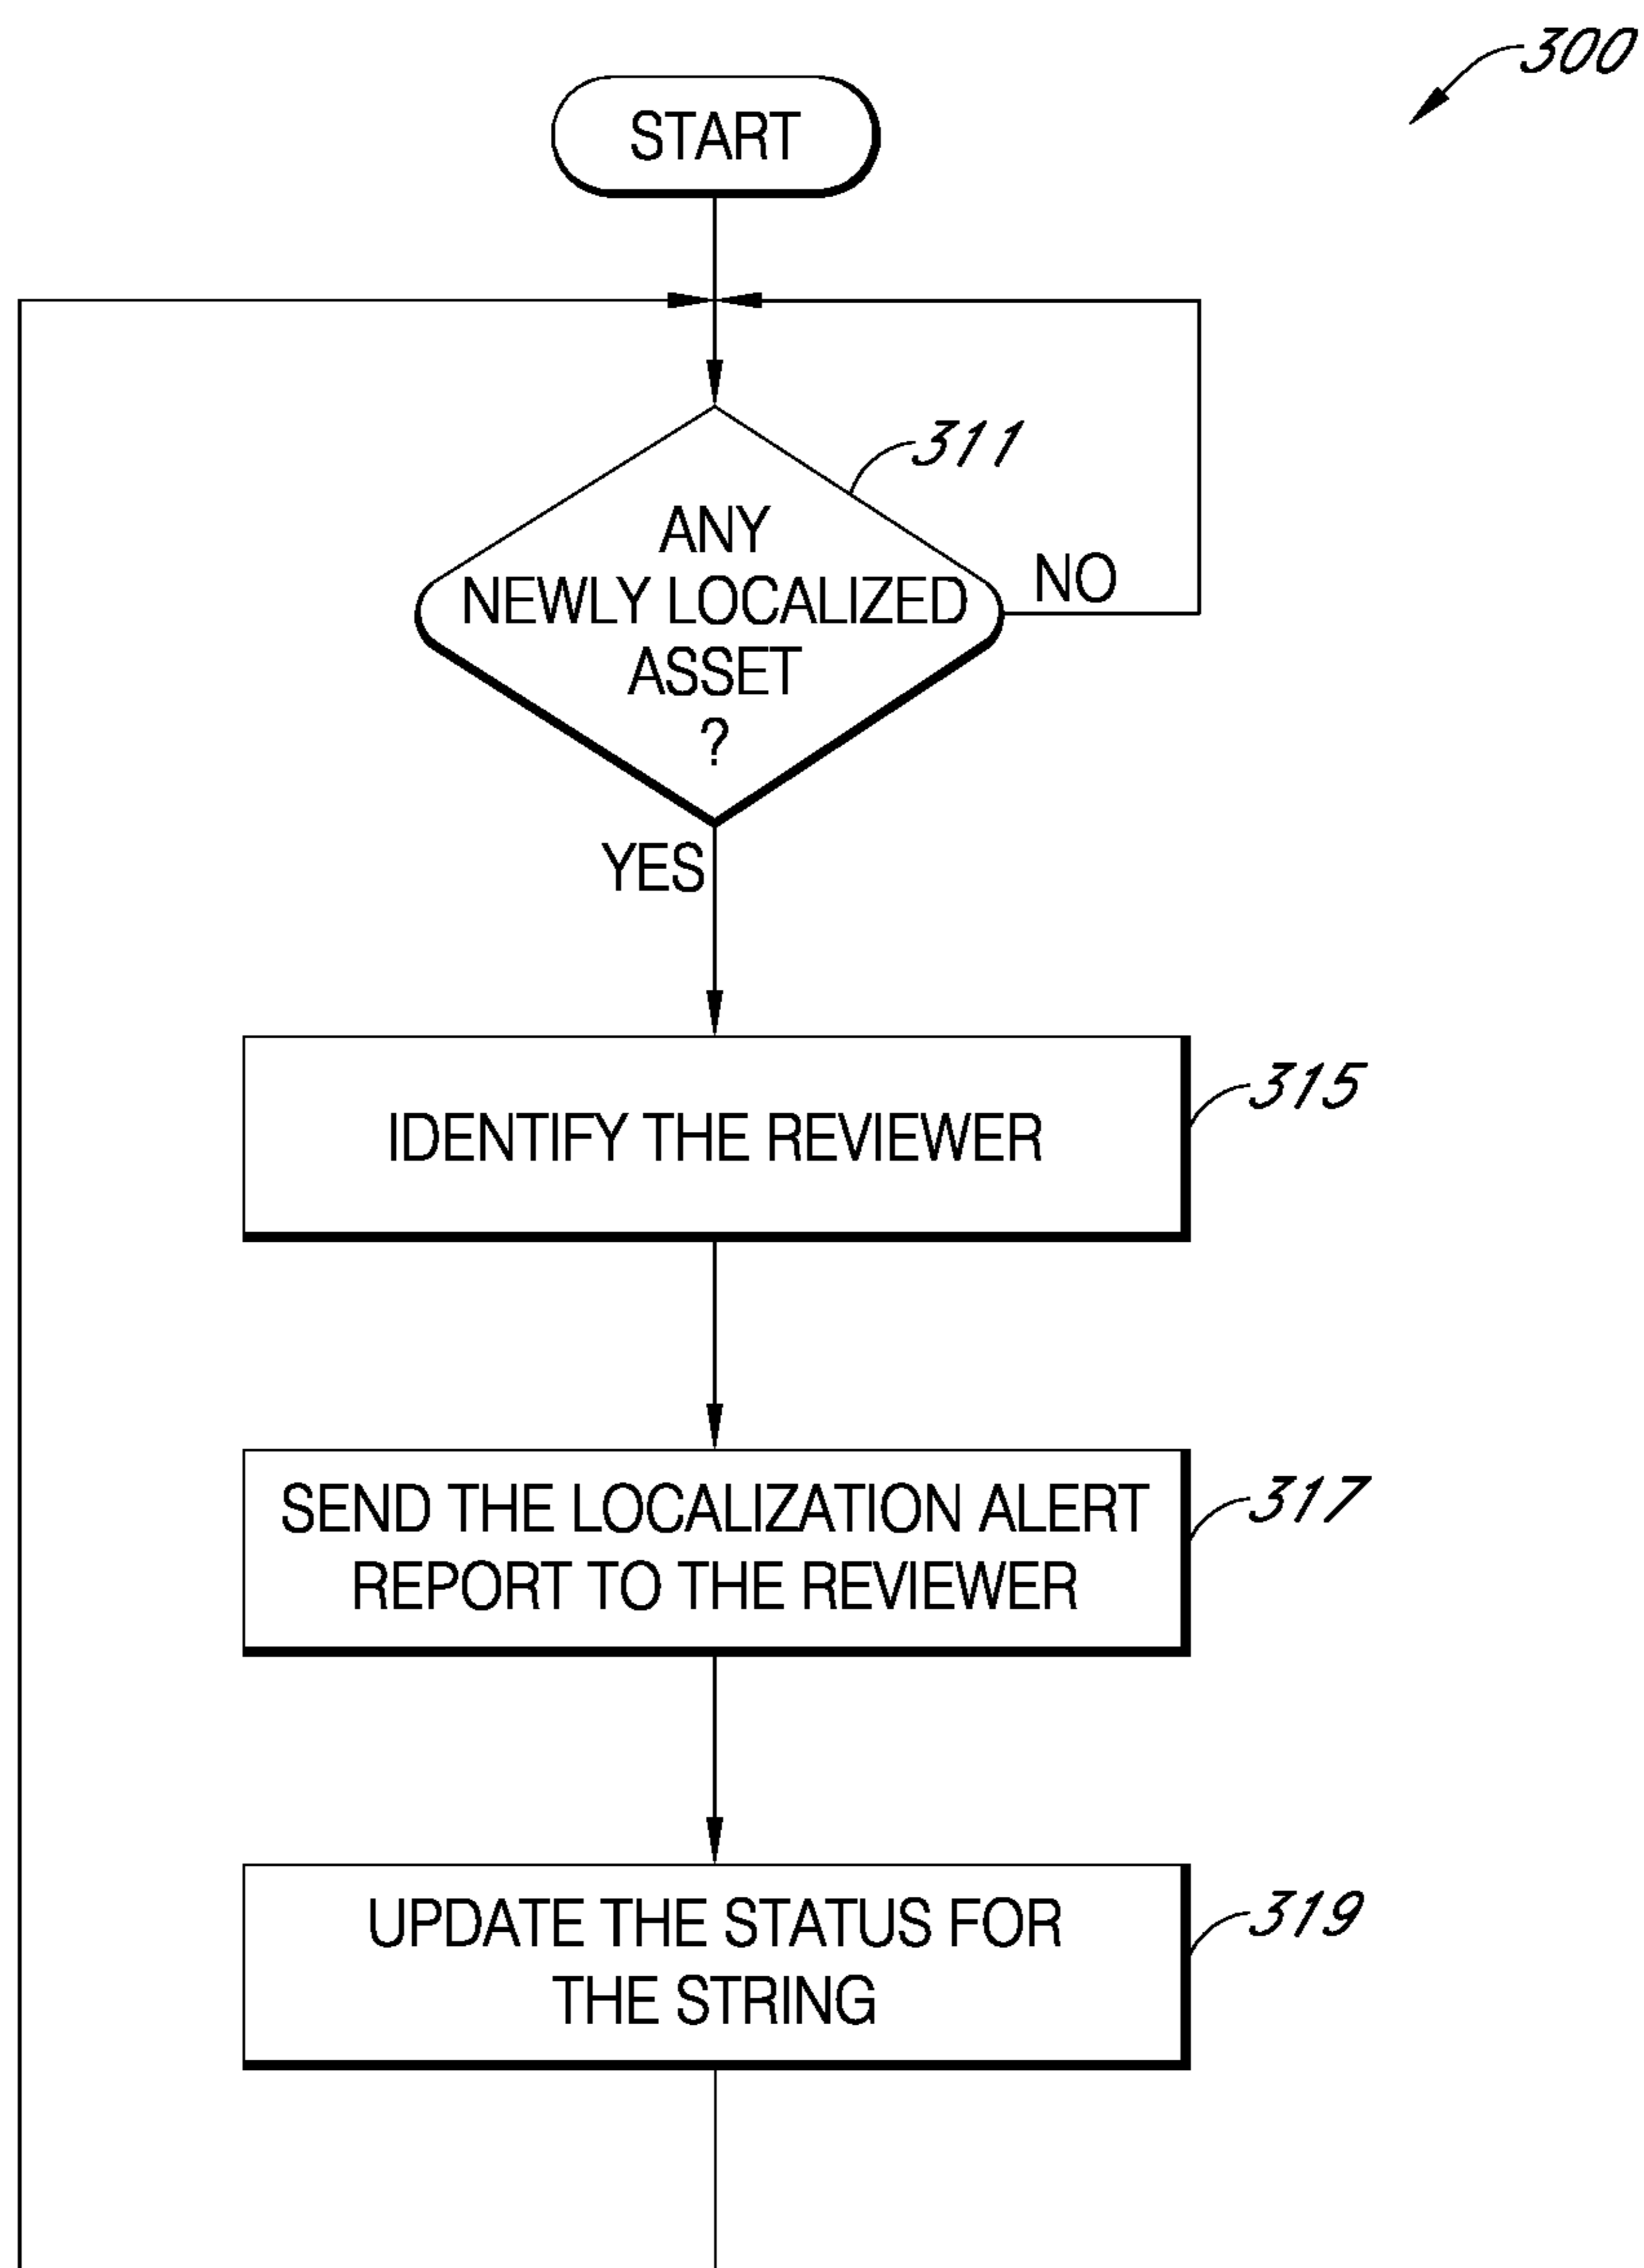 300
START
311
ANY
NEWLY LOCALIZED
ASSET
?
NO
YES
315
IDENTIFY THE REVIEWER
317
SEND THE LOCALIZATION ALERT
REPORT TO THE REVIEWER
319
UPDATE THE STATUS FOR
THE STRING